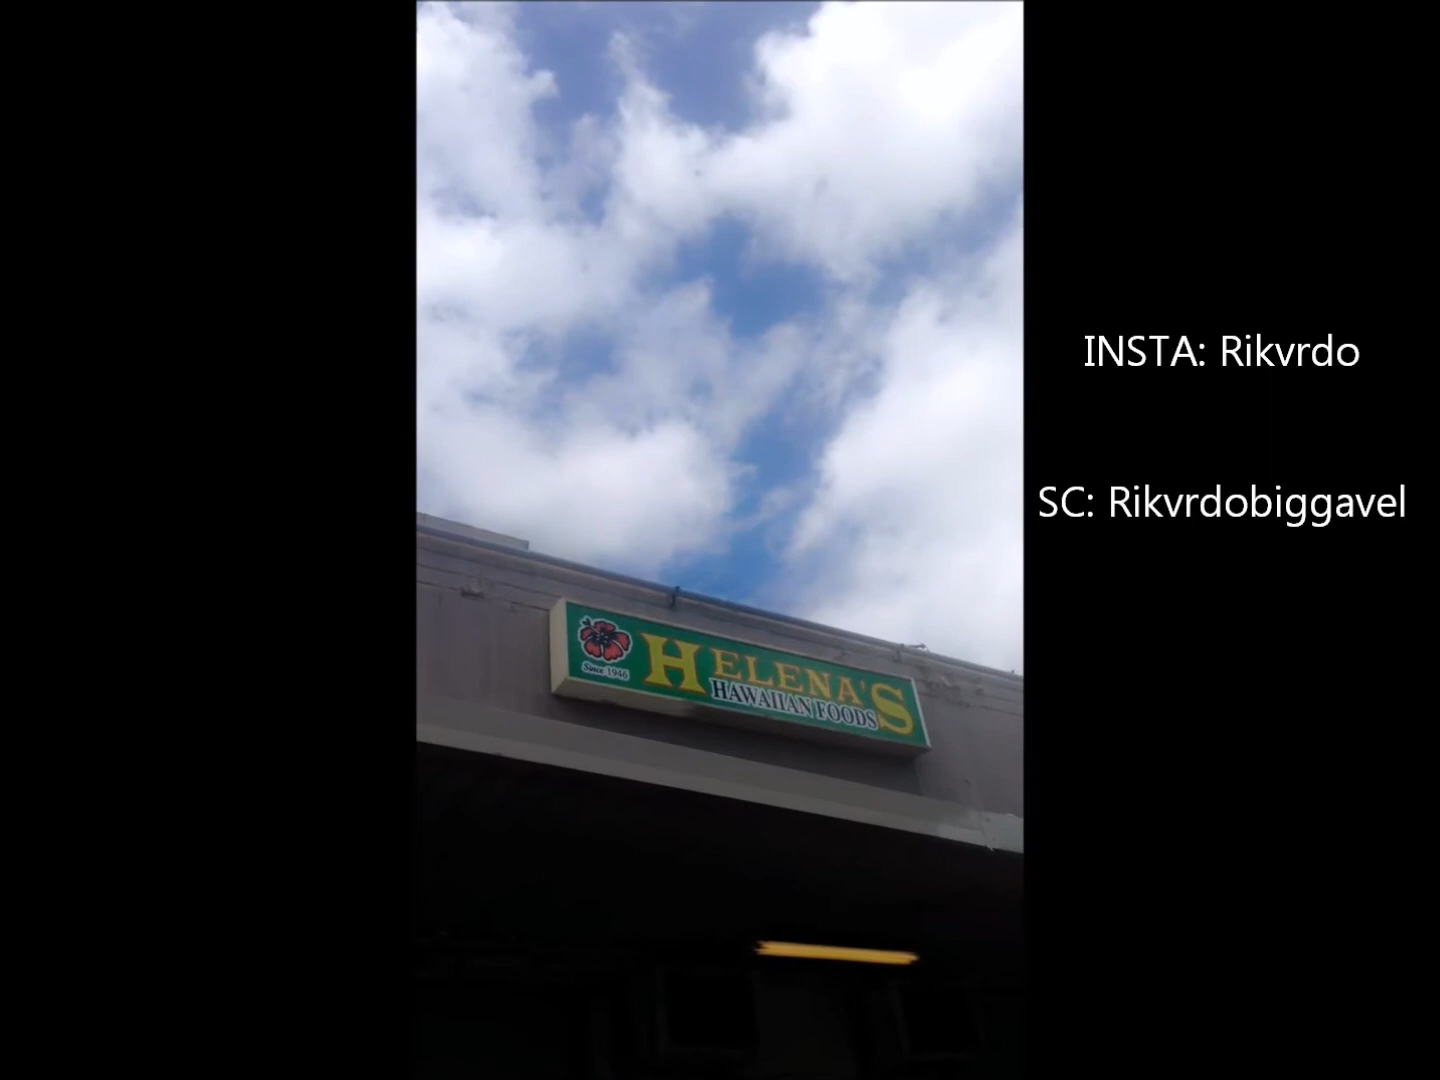 Since 1946
HELENA'S
HAWAIIAN FOODS
INSTA: Rikvrdo
SC: Rikvrdobiggavel